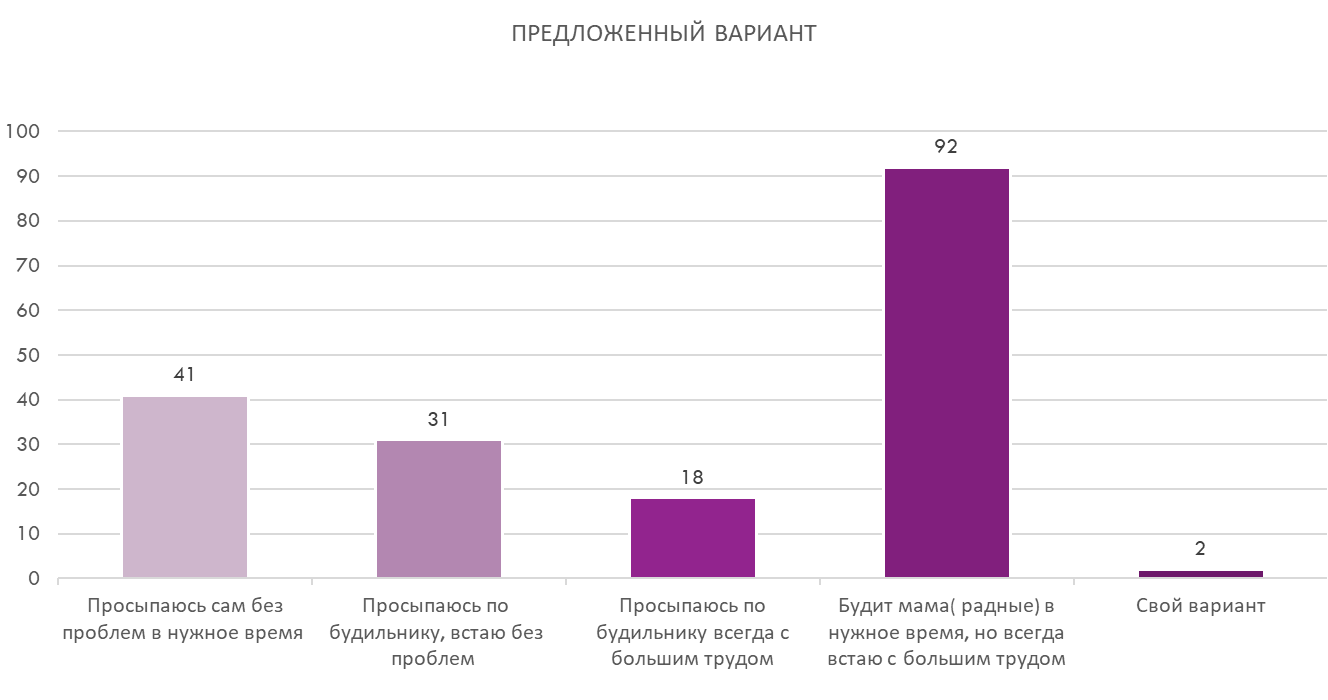 ПРЕДЛОЖЕННЫЙ ВАРИАНТ
100
90
80
70
60
50
40
30
20
10
0
41
31
18
92
2
Просыпаюсь сам без
проблем в нужное время
Просыпаюсь по
будильнику, встаю без
проблем
Просыпаюсь по
будильнику всегда с
большим трудом
Будит мама( радные) в
нужное время, но всегда
встаю с большим трудом
Свой вариант